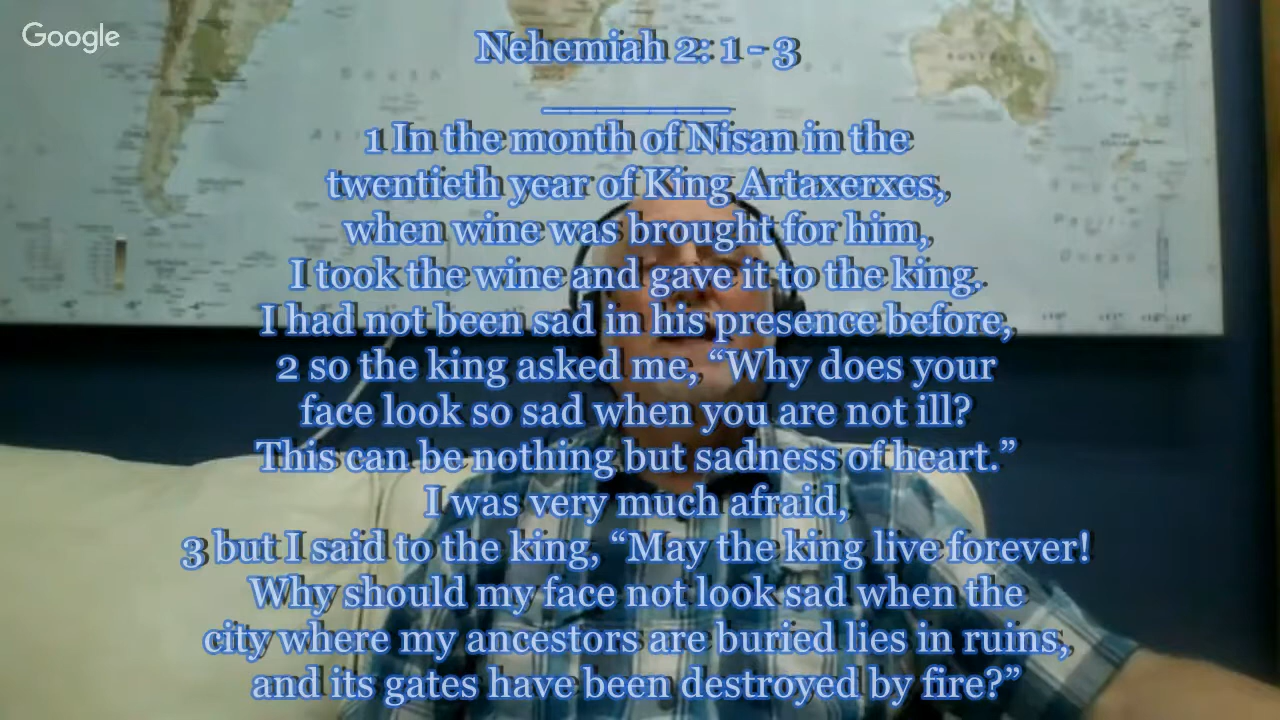 Google
Nehemiah 2: 1 - 3
1 In the month of Nisan in the
twentieth year of King Artaxerxes,
when wine was brought for him,
I took the wine and gave it to the king.
I had not been sad in his presence before,
2 so the king asked me, “Why does your
face look so sad when you are not ill?
This can be nothing but sadness of heart.”
I was very much afraid,
3 but I said to the king, “May the king live forever!
Why should my face not look sad when the
city where my ancestors are buried lies in ruins,
and its gates have been destroyed by fire?”
AUSTRALIA